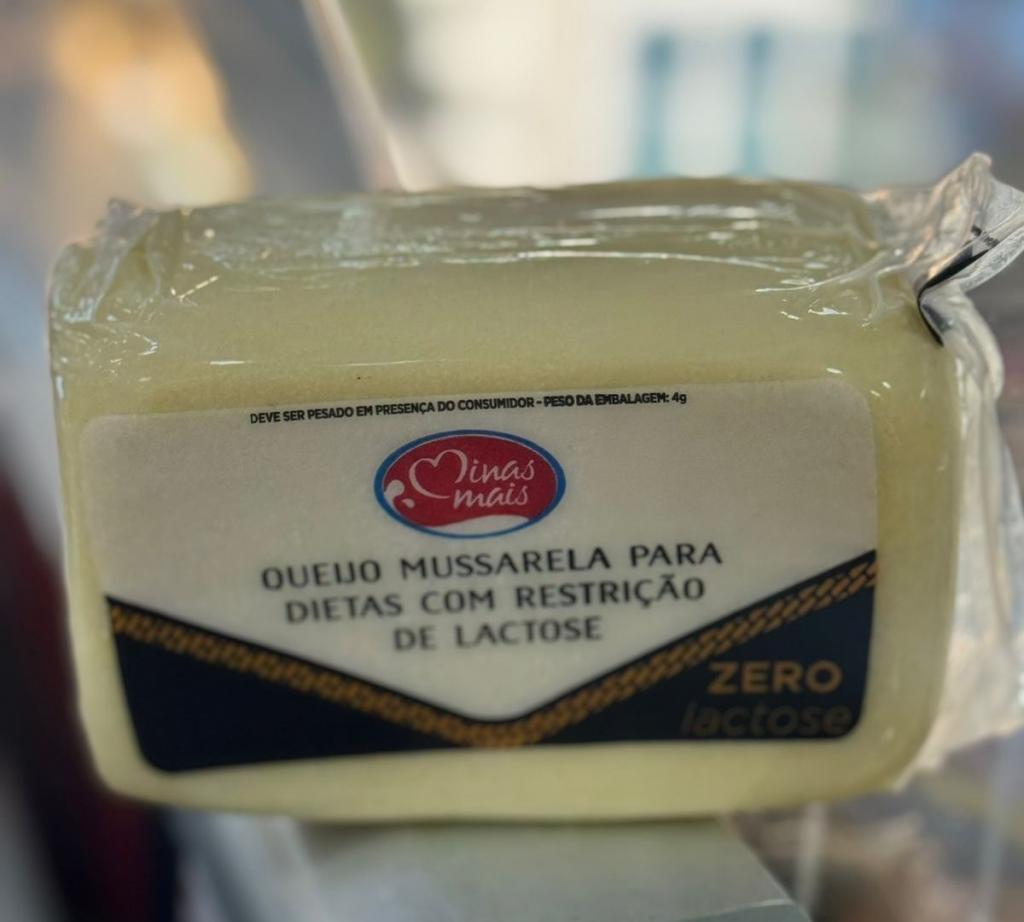 DEVE SER PESADO EM PRESENÇA DO CONSUMIDOR - PESO DA EMBALAGEM: 4g
Minas
mais
QUEIJO MUSSARELA PARA
DIETAS COM RESTRIÇÃO
DE LACTOSE
ZERO
lactose